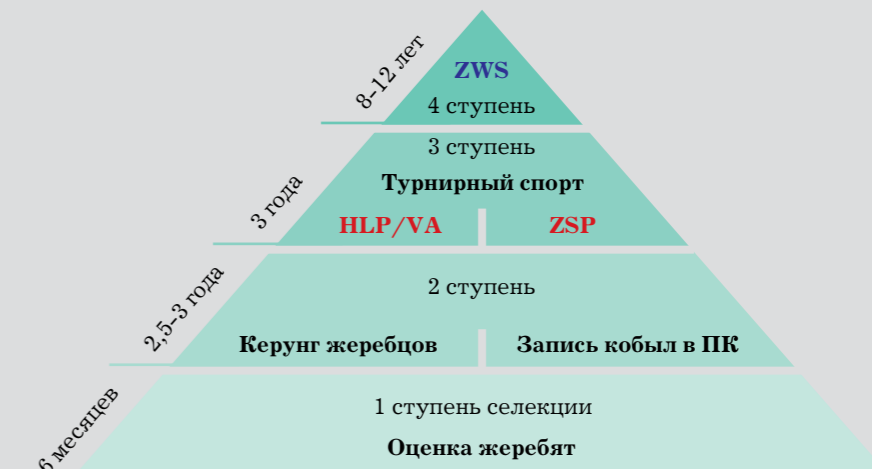 8–12 лет
ZWS
4 ступень
3 ступень
3 года
Турнирный спорт
HLP/VA ZSP
2,5–3 года
2 ступень
Керунг жеребцов Запись кобыл в ПК
6 месяцев
1 ступень селекции
Оценка жеребят